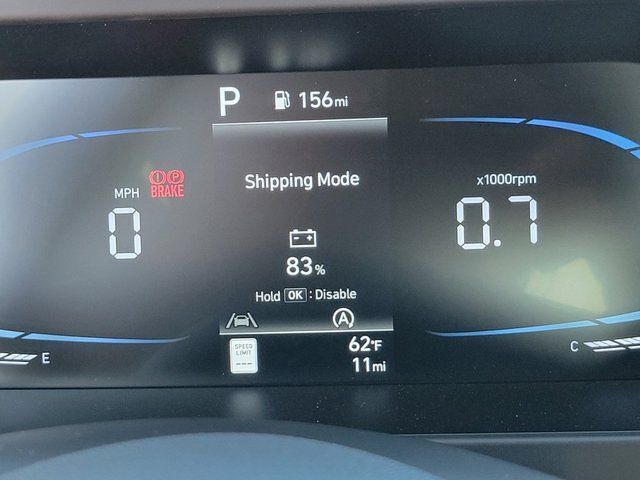 P 156mi
Shipping Mode
x1000rpm
MPH
BRAKE
0
0.7
83%
Hold OK : Disable
A
SPEED
LIMIT
---
62°F
11mi
E
C